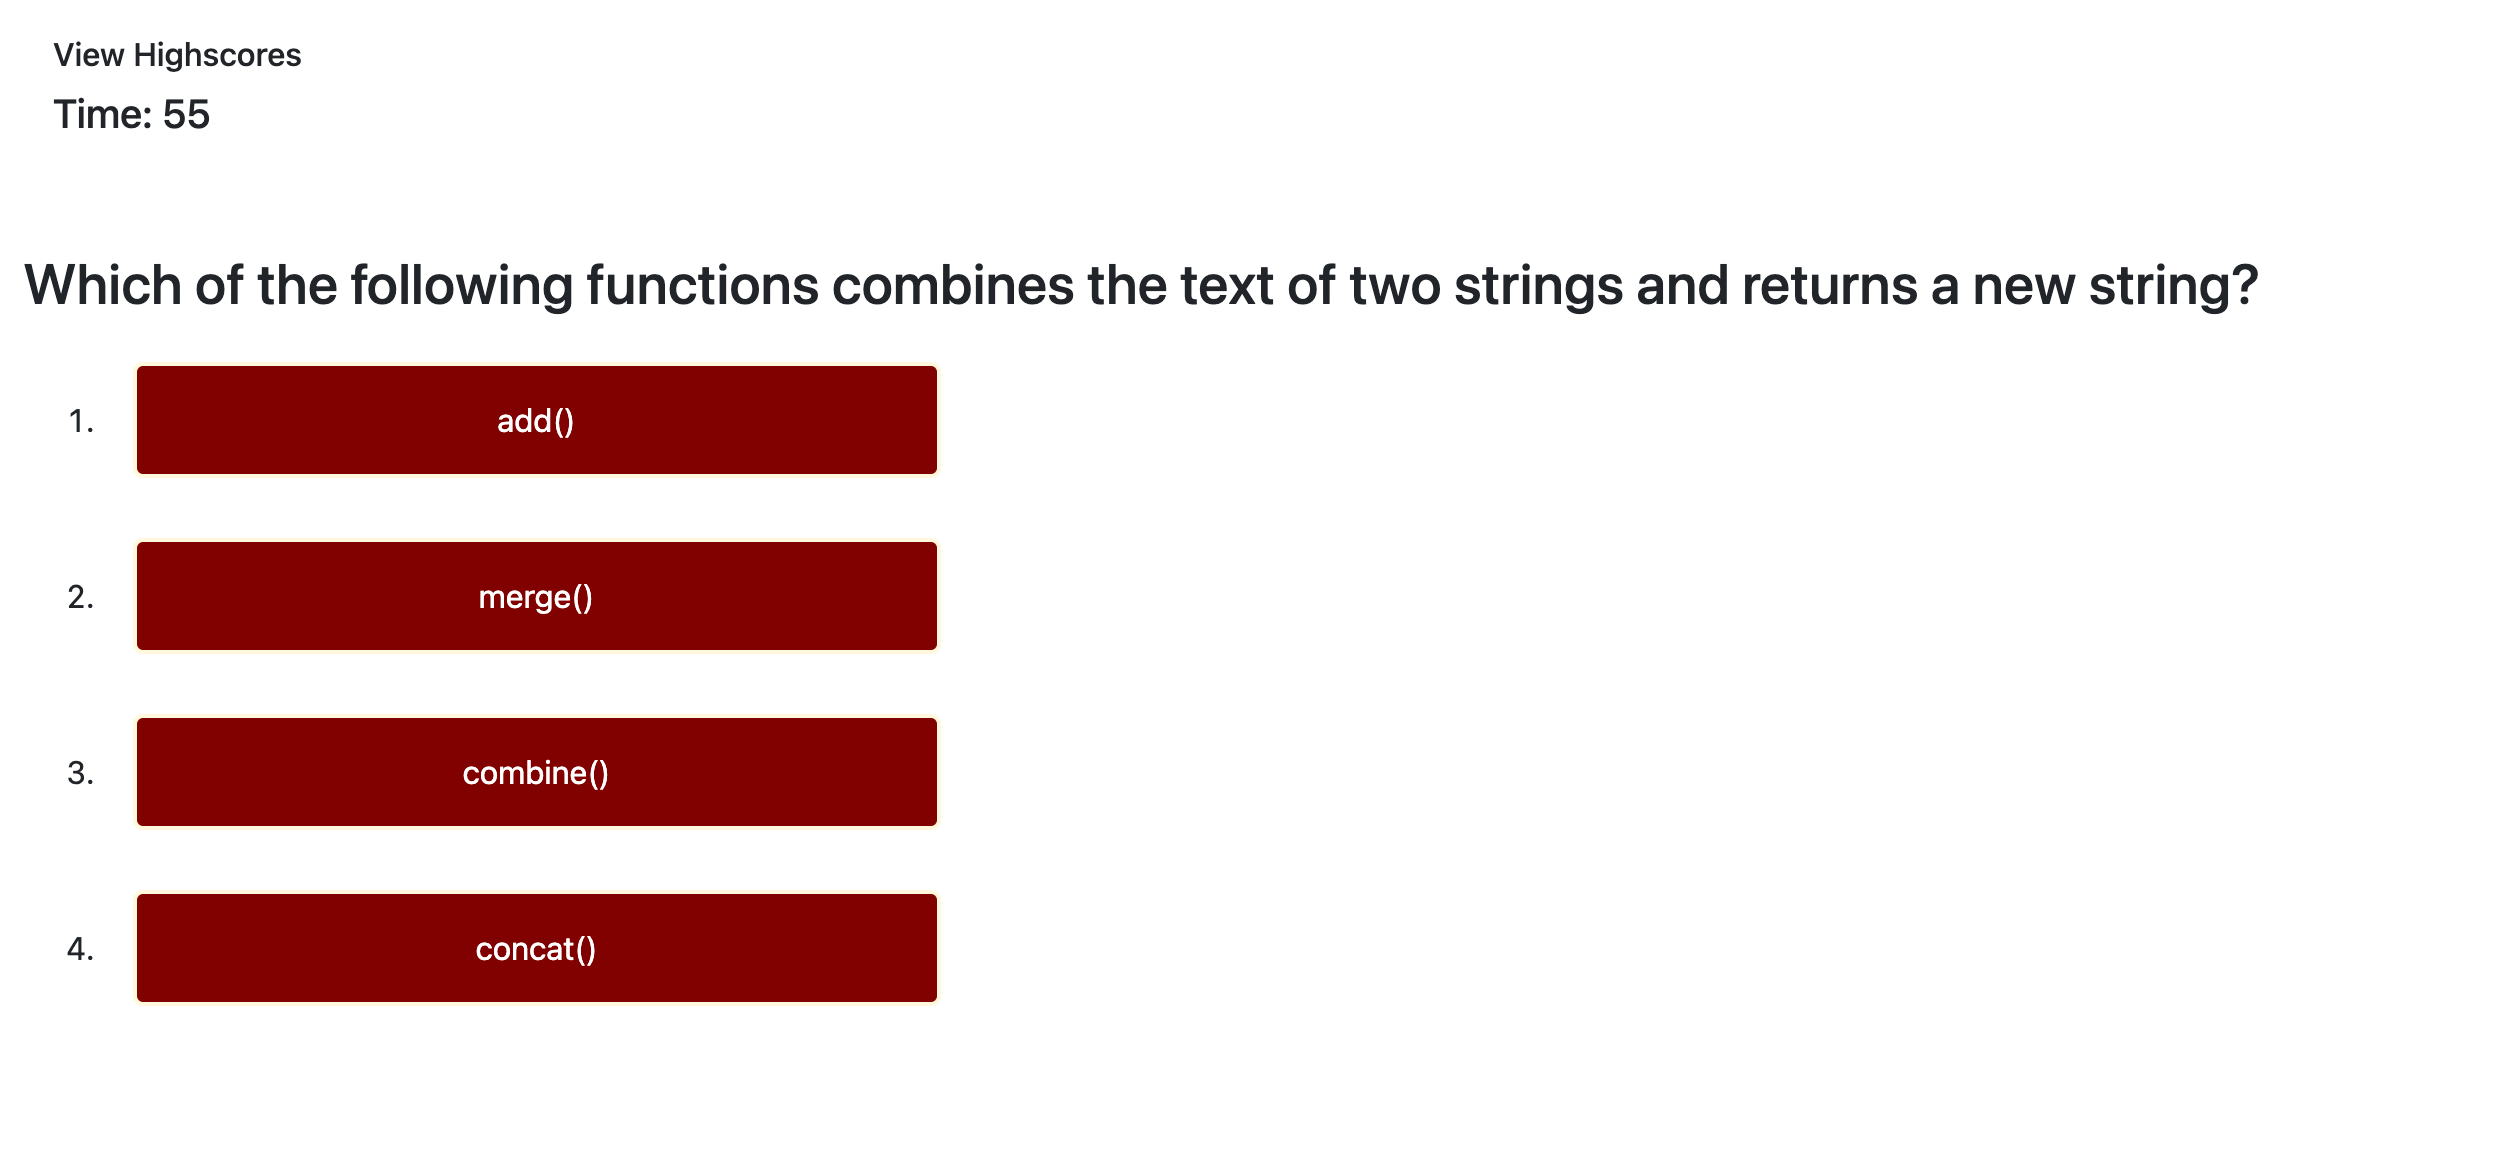 View Highscores
Time: 55
Which of the following functions combines the text of two strings and returns a new string?
1. add()
2. merge()
3. combine()
4. concat()